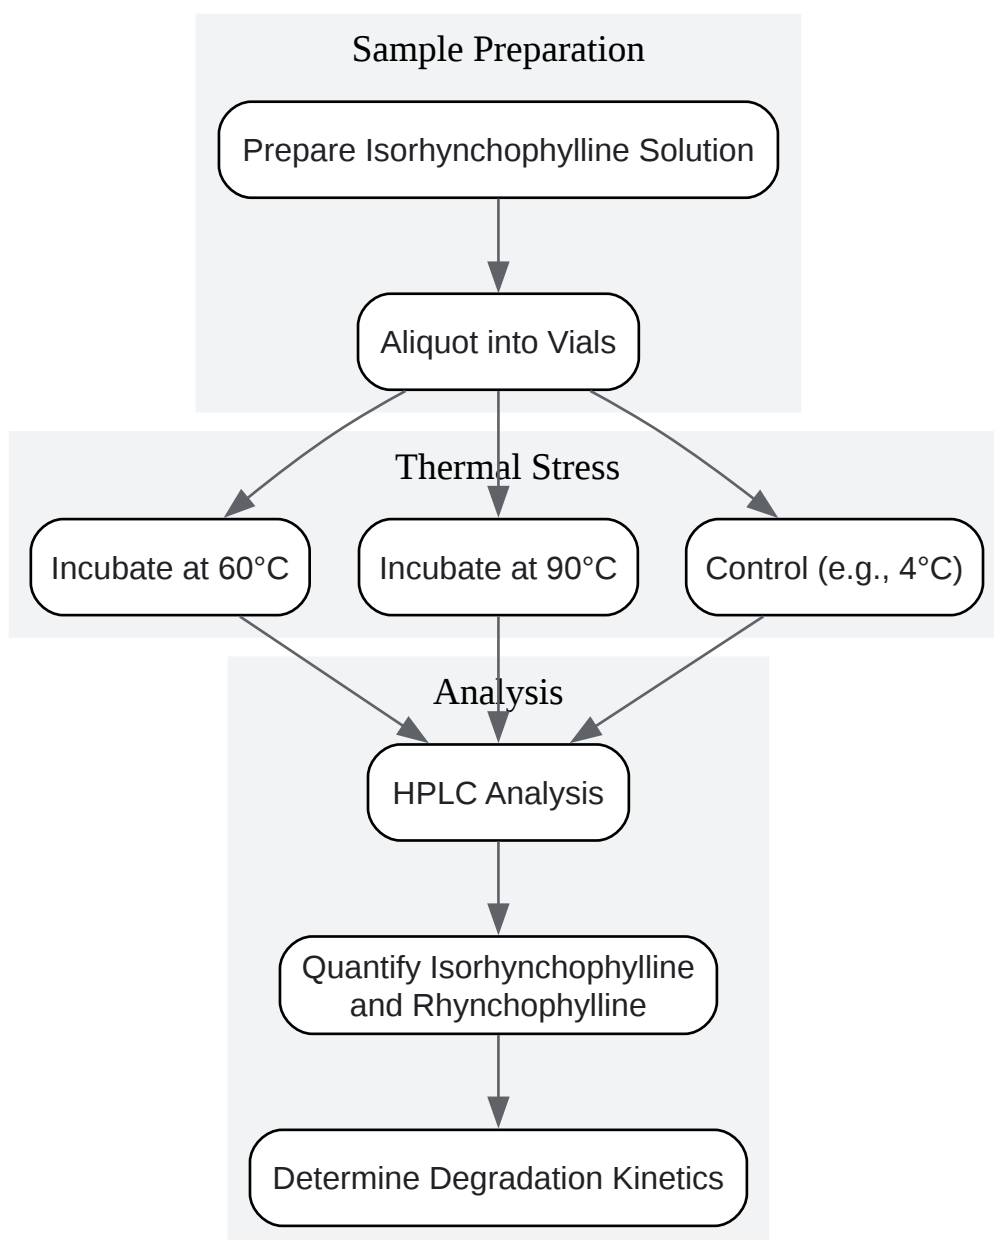 Sample Preparation
Prepare Isorhynchophylline Solution
Aliquot into Vials
Thermal Stress
Incubate at 60°C
Incubate at 90°C
Control (e.g., 4°C)
Analysis
HPLC Analysis
Quantify Isorhynchophylline
and Rhynchophylline
Determine Degradation Kinetics